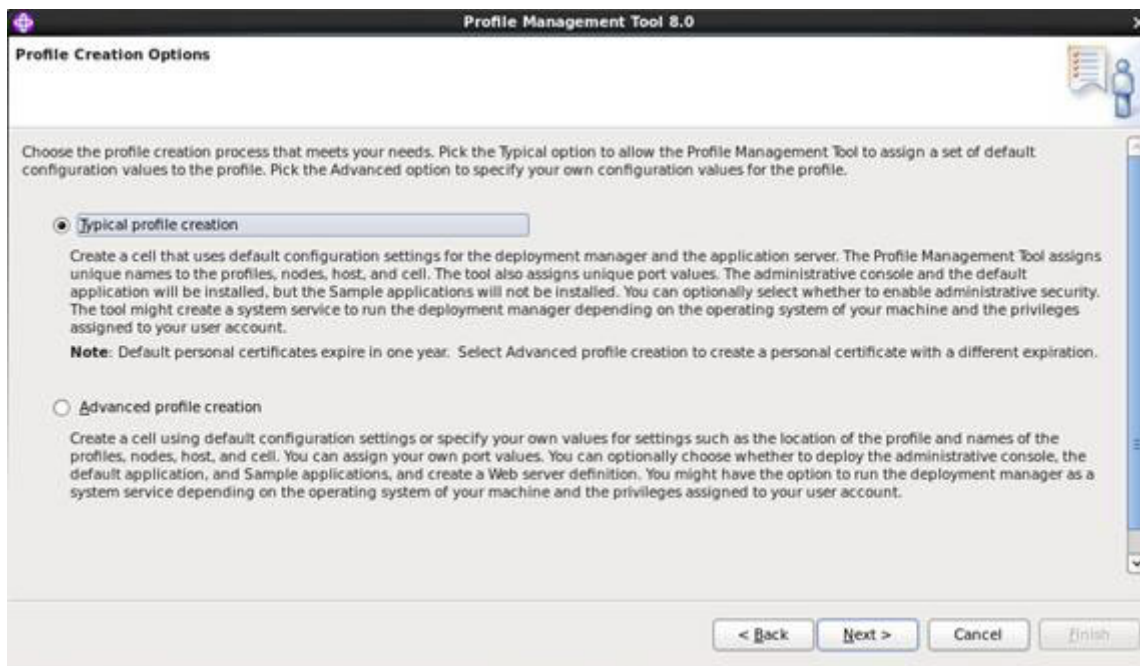 Profile Management Tool 8.0
Profile Creation Options
Choose the profile creation process that meets your needs. Pick the Typical option to allow the Profile Management Tool to assign a set of default
configuration values to the profile. Pick the Advanced option to specify your own configuration values for the profile.
Typical profile creation
Create a cell that uses default configuration settings for the deployment manager and the application server. The Profile Management Tool assigns
unique names to the profiles, nodes, host, and cell. The tool also assigns unique port values. The administrative console and the default
application will be installed, but the Sample applications will not be installed. You can optionally select whether to enable administrative security.
The tool might create a system service to run the deployment manager depending on the operating system of your machine and the privileges
assigned to your user account.
Note: Default personal certificates expire in one year. Select Advanced profile creation to create a personal certificate with a different expiration.
Advanced profile creation
Create a cell using default configuration settings or specify your own values for settings such as the location of the profile and names of the
profiles, nodes, host, and cell. You can assign your own port values. You can optionally choose whether to deploy the administrative console, the
default application, and Sample applications, and create a Web server definition. You might have the option to run the deployment manager as a
system service depending on the operating system of your machine and the privileges assigned to your user account.
< Back Next > Cancel Finish